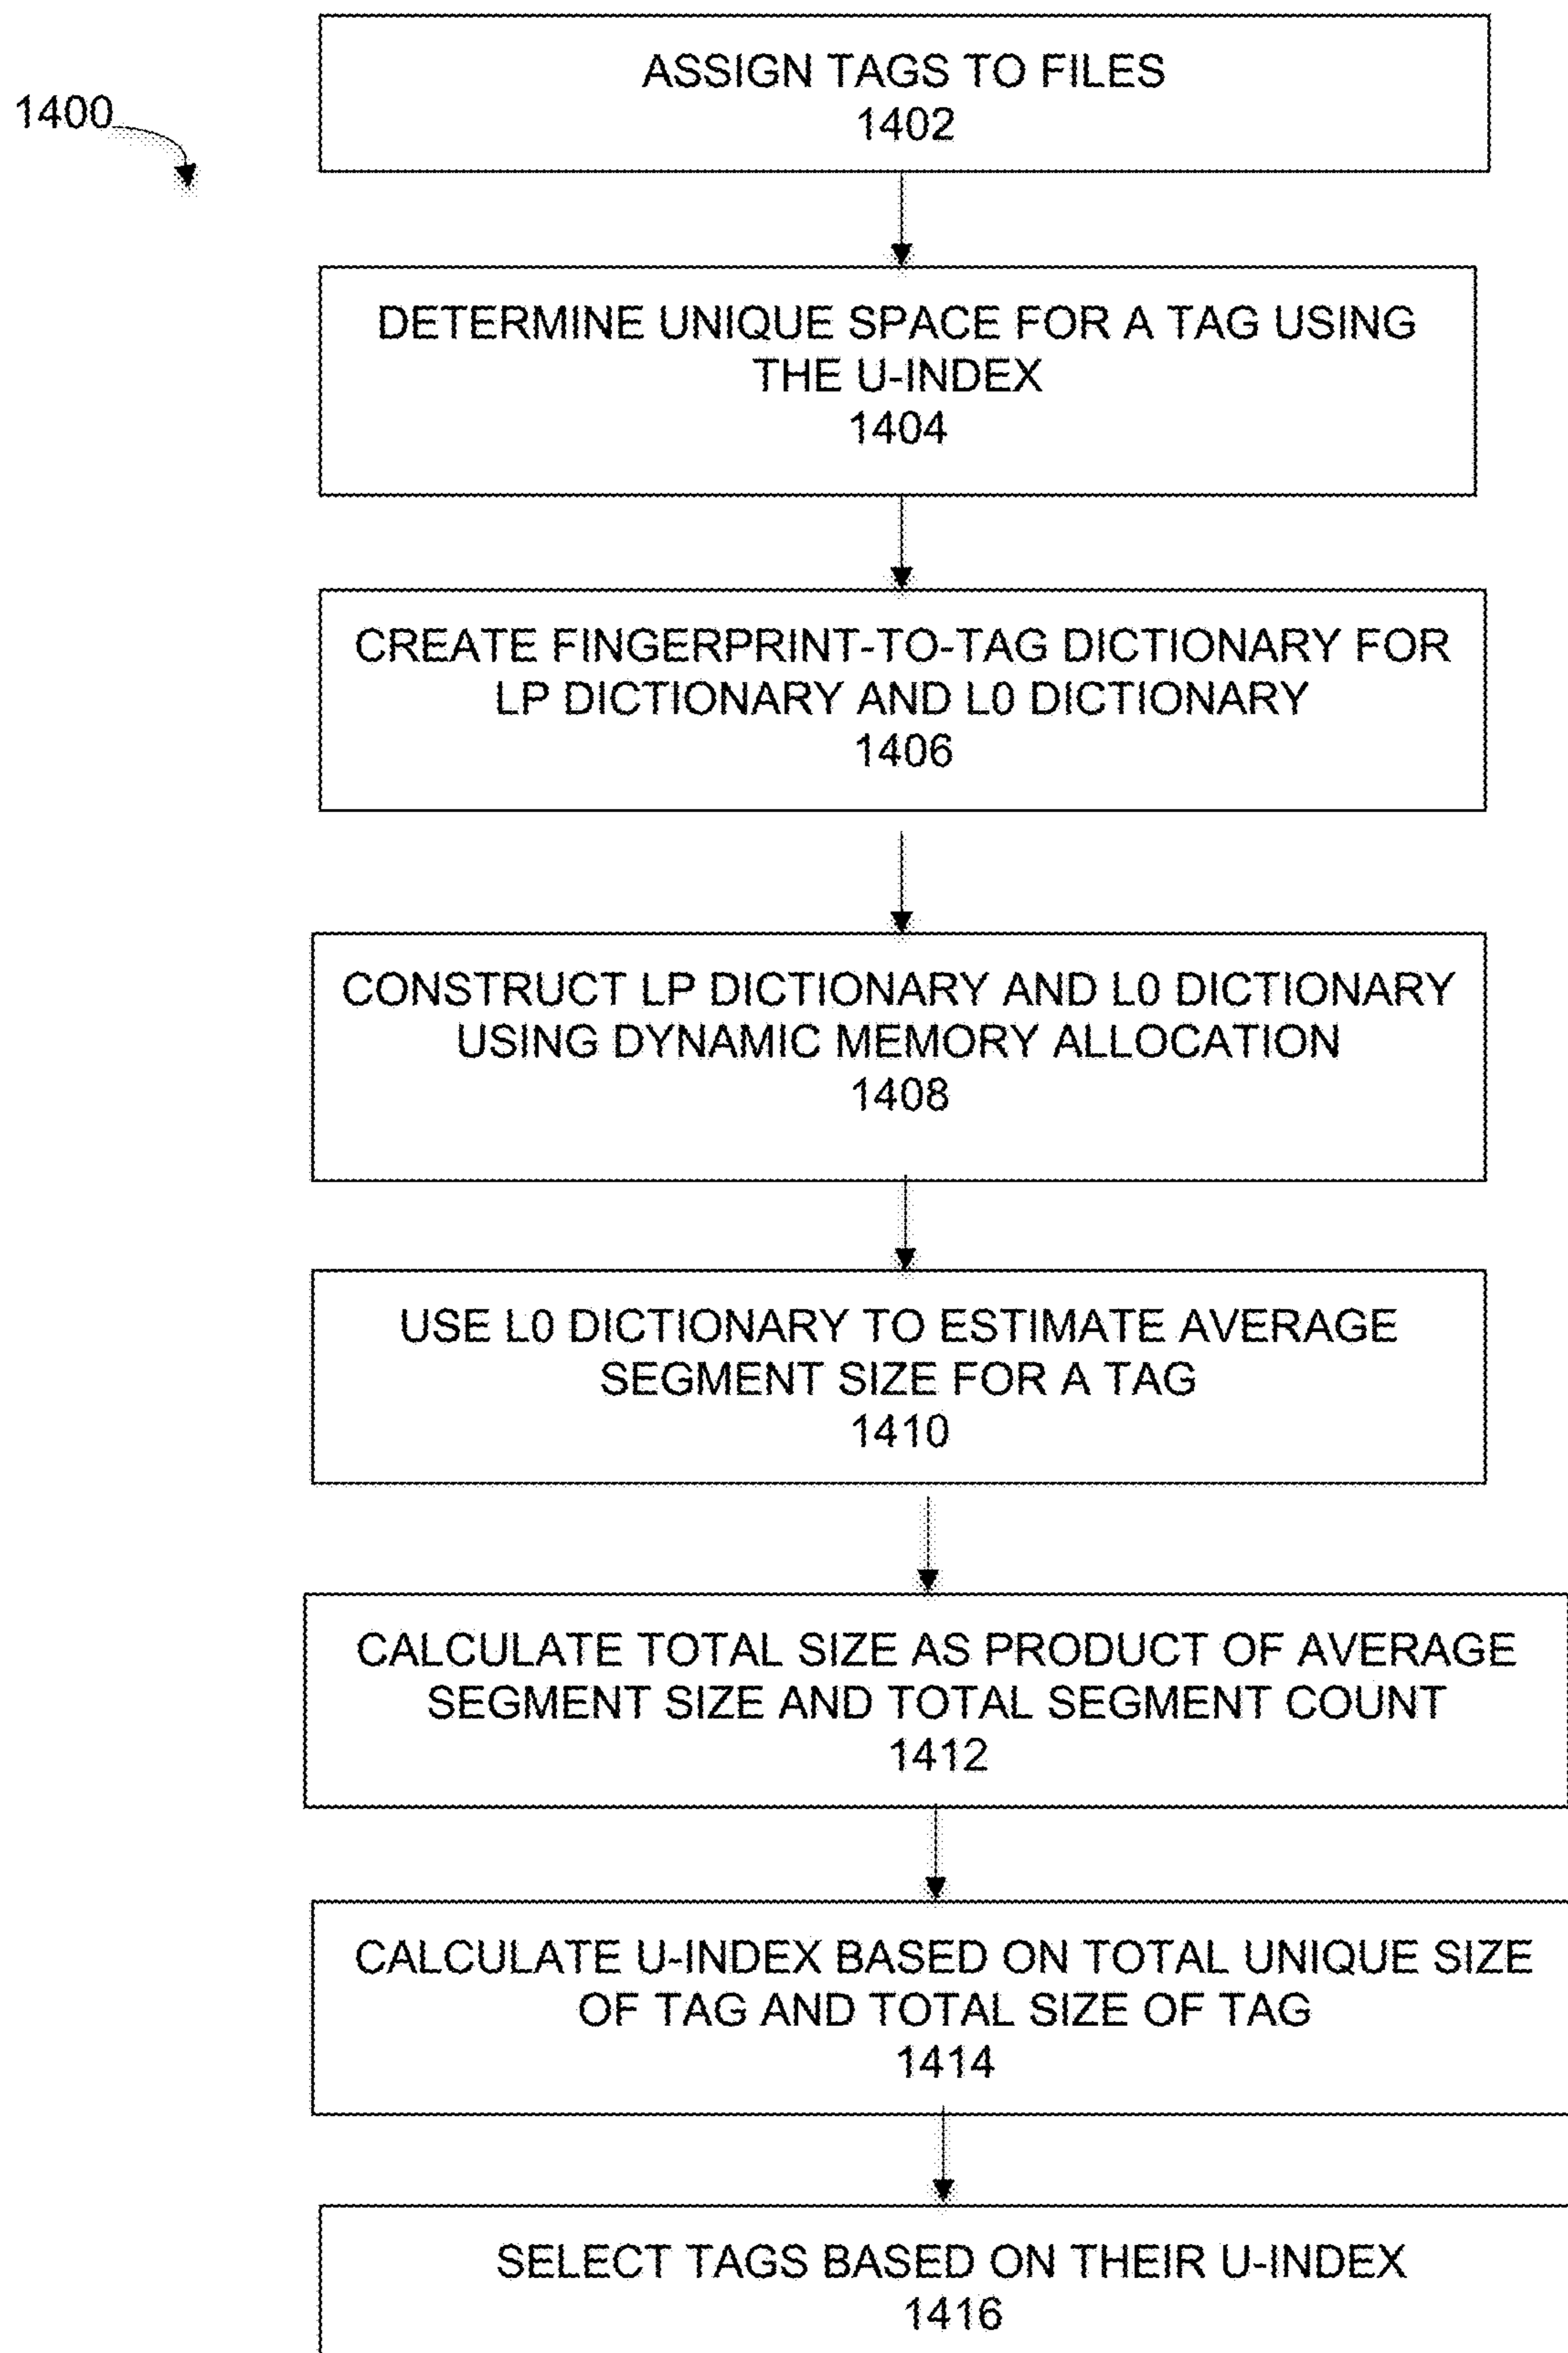 1400
ASSIGN TAGS TO FILES
1402
DETERMINE UNIQUE SPACE FOR A TAG USING
THE U-INDEX
1404
CREATE FINGERPRINT-TO-TAG DICTIONARY FOR
LP DICTIONARY AND L0 DICTIONARY
1406
CONSTRUCT LP DICTIONARY AND L0 DICTIONARY
USING DYNAMIC MEMORY ALLOCATION
1408
USE L0 DICTIONARY TO ESTIMATE AVERAGE
SEGMENT SIZE FOR A TAG
1410
CALCULATE TOTAL SIZE AS PRODUCT OF AVERAGE
SEGMENT SIZE AND TOTAL SEGMENT COUNT
1412
CALCULATE U-INDEX BASED ON TOTAL UNIQUE SIZE
OF TAG AND TOTAL SIZE OF TAG
1414
SELECT TAGS BASED ON THEIR U-INDEX
1416